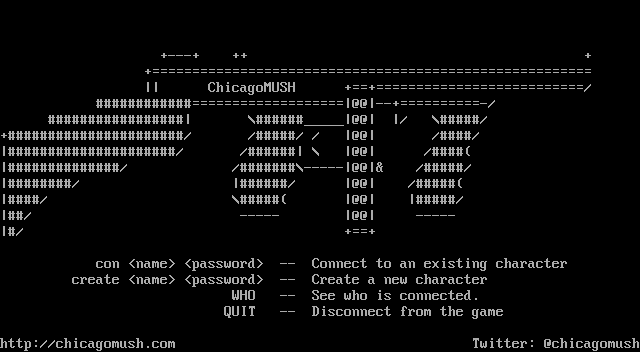 ChicagoMUSH
con <name> <password>  --  Connect to an existing character
create <name> <password>  --  Create a new character
WHO  --  See who is connected.
QUIT  --  Disconnect from the game
http://chicagomush.com Twitter: @chicagomush